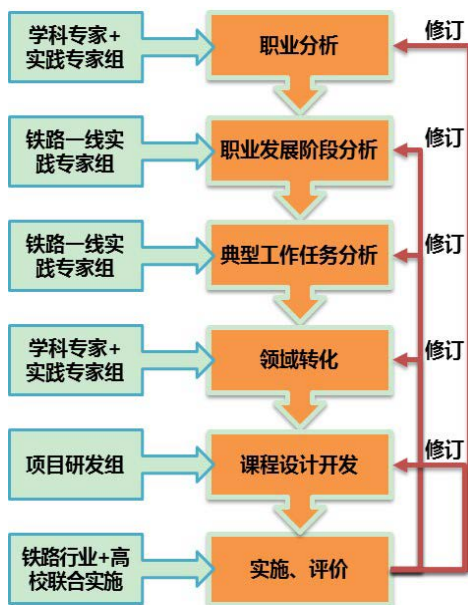 学科专家+
实践专家组
职业分析
修订
铁路一线实
践专家组
职业发展阶段分析
修订
铁路一线实
践专家组
典型工作任务分析
修订
学科专家+
实践专家组
领域转化
修订
项目研发组
课程设计开发
修订
铁路行业+高
校联合实施
实施、评价